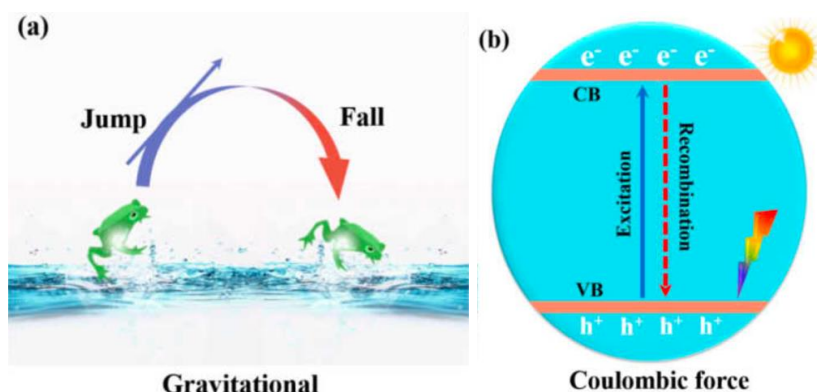 (a)
Jump
Fall
Gravitational
(b)
e⁻ e⁻ e⁻ e⁻
CB
Excitation
Recombination
VB
h⁺ h⁺ h⁺ h⁺
Coulombic force